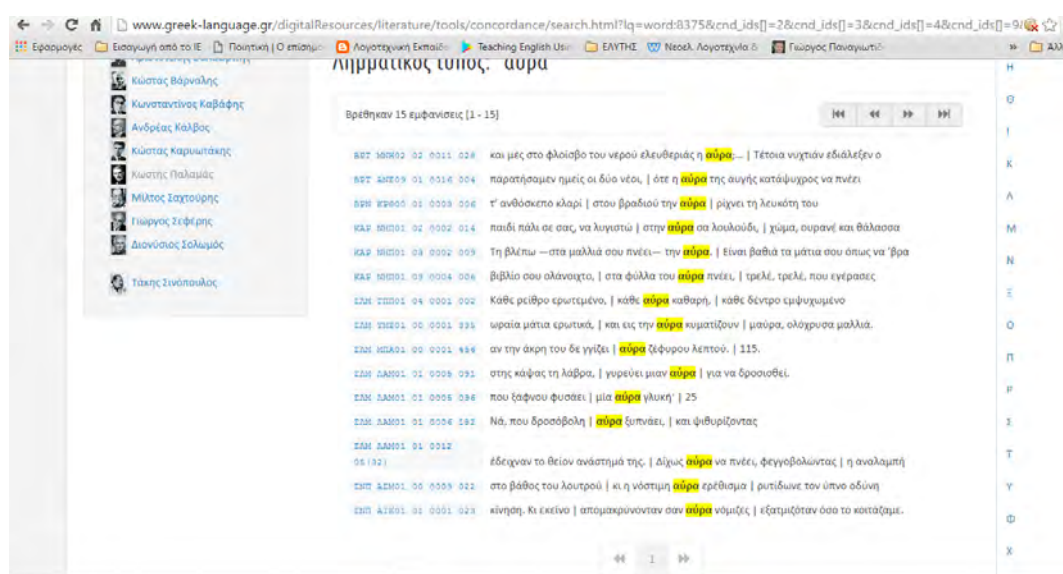 www.greek-language.gr/digitalResources/literature/tools/concordance/search.html?lq=word:8375&cnd_ids[]=2&cnd_ids[]=3&cnd_ids[]=4&cnd_ids[]=9/
Εφαρμογές Εισαγωγή από το IE Ποιητική | Ο επίσημο Λογοτεχνική Εκπαίδ Teaching English Usi ΕΛΥΤΗΣ Νεοελ. Λογοτεχνία & Γιώργος Παναγιωτίδ » Άλλ
Λημματικός τύπος: αύρα
Κώστας Βάρναλης
Κωνσταντίνος Καβάφης
Ανδρέας Κάλβος
Κώστας Καρυωτάκης
Κωστής Παλαμάς
Μίλτος Σαχτούρης
Γιώργος Σεφέρης
Διονύσιος Σολωμός
Τάκης Σινόπουλος
Βρέθηκαν 15 εμφανίσεις [1 - 15]
και μες στο φλοίσβο του νερού ελευθεριάς η αύρα;... | Τέτοια νυχτιάν εδιάλεξεν ο
παρατήσαμεν ημείς οι δύο νέοι, | ότε η αύρα της αυγής κατάψυχρος να πνέει
τ' ανθόσκεπο κλαρί | στου βραδιού την αύρα | ρίχνει τη λευκότη του
παιδί πάλι σε σας, να λυγιστώ | στην αύρα σα λουλούδι, | χώμα, ουρανέ και θάλασσα
Τη βλέπω —στα μαλλιά σου πνέει— την αύρα. | Είναι βαθιά τα μάτια σου όπως να 'βρα
βιβλίο σου ολάνοιχτο, | στα φύλλα του αύρα πνέει, | τρελέ, τρελέ, που εγέρασες
Κάθε ρείθρο ερωτεμένο, | κάθε αύρα καθαρή, | κάθε δέντρο εμψυχωμένο
ωραία μάτια ερωτικά, | και εις την αύρα κυματίζουν | μαύρα, ολόχρυσα μαλλιά.
αν την άκρη του δε γγίζει | αύρα ζέφυρου λεπτού. | 115.
στης κάψας τη λάβρα, | γυρεύει μιαν αύρα | για να δροσισθεί.
που ξάφνου φυσάει | μία αύρα γλυκή· | 25
Νά, που δροσόβολη | αύρα ξυπνάει, | και ψιθυρίζοντας
έδειχναν το θείον ανάστημά της. | Δίχως αύρα να πνέει, φεγγοβολώντας | η αναλαμπή
στο βάθος του λουτρού | κι η νόστιμη αύρα ερέθισμα | ρυτίδωνε τον ύπνο οδύνη
κίνηση. Κι εκείνο | απομακρύνονταν σαν αύρα νόμιζες | εξατμιζόταν όσο το κοιτάζαμε.
1
Η
Θ
Ι
Κ
Λ
Μ
Ν
Ξ
Ο
Π
Ρ
Σ
Τ
Υ
Φ
Χ